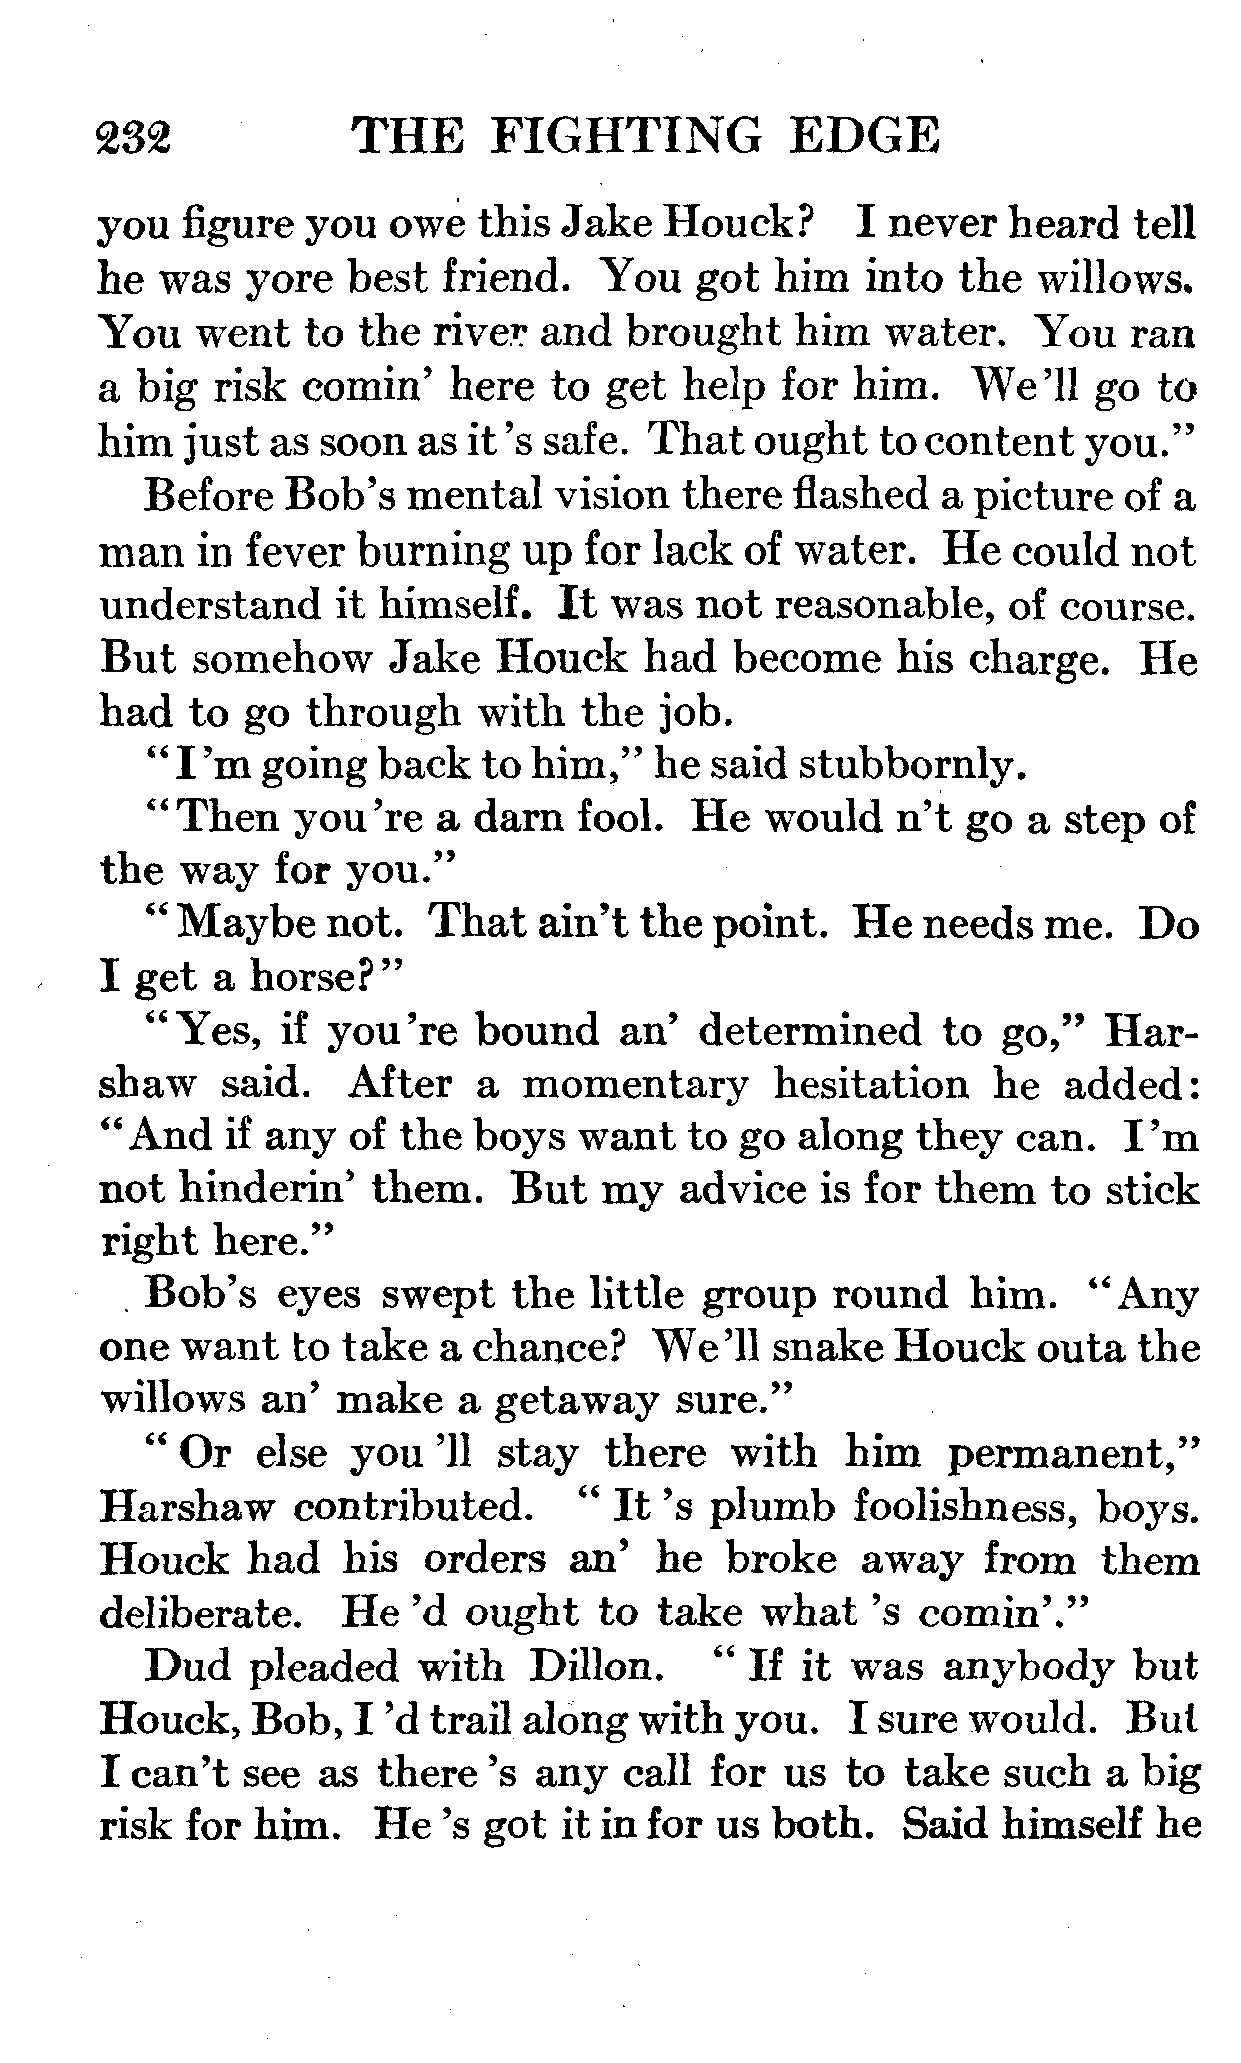 232 THE FIGHTING EDGE
you figure you owe this Jake Houck? I never heard tell
he was yore best friend. You got him into the willows.
You went to the river and brought him water. You ran
a big risk comin' here to get help for him. We'll go to
him just as soon as it's safe. That ought to content you."
Before Bob's mental vision there flashed a picture of a
man in fever burning up for lack of water. He could not
understand it himself. It was not reasonable, of course.
But somehow Jake Houck had become his charge. He
had to go through with the job.
"I'm going back to him," he said stubbornly.
"Then you're a darn fool. He would n't go a step of
the way for you."
"Maybe not. That ain't the point. He needs me. Do
I get a horse?"
"Yes, if you're bound an' determined to go," Har-
shaw said. After a momentary hesitation he added:
"And if any of the boys want to go along they can. I'm
not hinderin' them. But my advice is for them to stick
right here."
Bob's eyes swept the little group round him. "Any
one want to take a chance? We'll snake Houck outa the
willows an' make a getaway sure."
"Or else you 'll stay there with him permanent,"
Harshaw contributed. "It 's plumb foolishness, boys.
Houck had his orders an' he broke away from them
deliberate. He 'd ought to take what 's comin'."
Dud pleaded with Dillon. "If it was anybody but
Houck, Bob, I 'd trail along with you. I sure would. But
I can't see as there 's any call for us to take such a big
risk for him. He 's got it in for us both. Said himself he